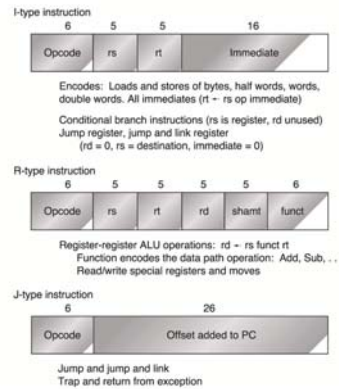 I-type instruction
6 5 5 16
Opcode rs rt Immediate
Encodes: Loads and stores of bytes, half words, words,
double words. All immediates (rt ← rs op immediate)
Conditional branch instructions (rs is register, rd unused)
Jump register, jump and link register
(rd = 0, rs = destination, immediate = 0)
R-type instruction
6 5 5 5 5 6
Opcode rs rt rd shamt funct
Register-register ALU operations: rd ← rs funct rt
Function encodes the data path operation: Add, Sub, . .
Read/write special registers and moves
J-type instruction
6 26
Opcode Offset added to PC
Jump and jump and link
Trap and return from exception